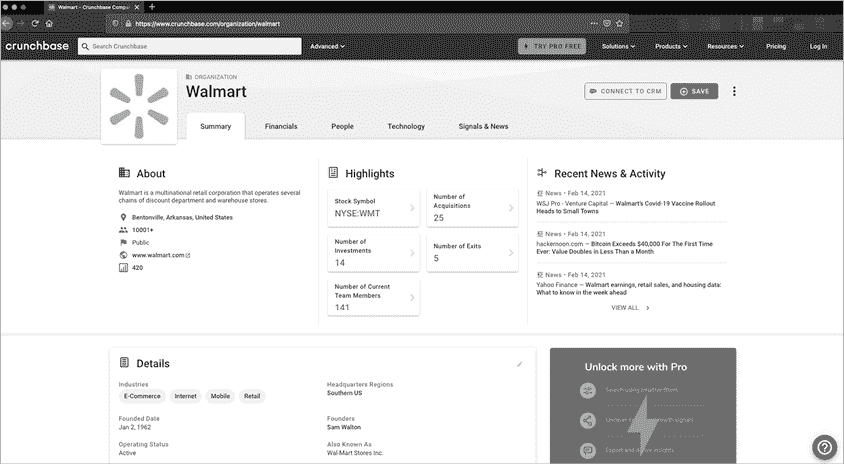 Walmart - Crunchbase Compa
https://www.crunchbase.com/organization/walmart
crunchbase
Search Crunchbase
Advanced
TRY PRO FREE
Solutions
Products
Resources
Pricing
Log In
ORGANIZATION
Walmart
CONNECT TO CRM
SAVE
Summary
Financials
People
Technology
Signals & News
About
Walmart is a multinational retail corporation that operates several
chains of discount department and warehouse stores.
Bentonville, Arkansas, United States
10001+
Public
www.walmart.com
420
Highlights
Stock Symbol
NYSE:WMT
Number of
Acquisitions
25
Number of
Investments
14
Number of Exits
5
Number of Current
Team Members
141
Recent News & Activity
News • Feb 14, 2021
WSJ Pro - Venture Capital — Walmart's Covid-19 Vaccine Rollout
Heads to Small Towns
News • Feb 14, 2021
hackernoon.com — Bitcoin Exceeds $40,000 For The First Time
Ever: Value Doubles in Less Than a Month
News • Feb 14, 2021
Yahoo Finance — Walmart earnings, retail sales, and housing data:
What to know in the week ahead
VIEW ALL
Details
Industries
E-Commerce
Internet
Mobile
Retail
Headquarters Regions
Southern US
Founded Date
Jan 2, 1962
Founders
Sam Walton
Operating Status
Active
Also Known As
Wal-Mart Stores Inc.
Unlock more with Pro
Export and
insights
?